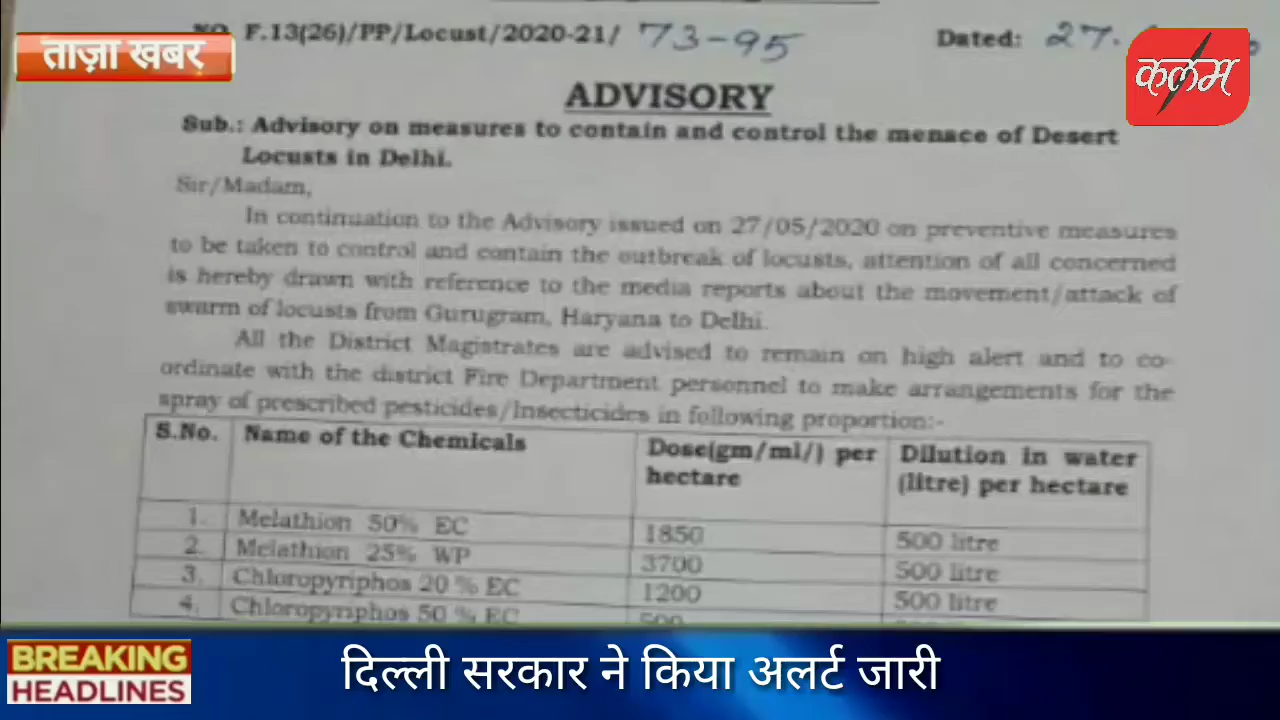 NO. F.13(26)/PP/Locust/2020-21/ 73-95 Dated: 27.
ताज़ा खबर
कलम
ADVISORY
Sub.: Advisory on measures to contain and control the menace of Desert
Locusts in Delhi.
Sir/Madam,
In continuation to the Advisory issued on 27/05/2020 on preventive measures
to be taken to control and contain the outbreak of locusts, attention of all concerned
is hereby drawn with reference to the media reports about the movement/attack of
swarm of locusts from Gurugram, Haryana to Delhi.
All the District Magistrates are advised to remain on high alert and to co-
ordinate with the district Fire Department personnel to make arrangements for the
spray of prescribed pesticides/Insecticides in following proportion:-
S.No. Name of the Chemicals Dose(gm/ml/) per Dilution in water
hectare (litre) per hectare
1. Melathion 50% EC 1850 500 litre
2. Melathion 25% WP 3700 500 litre
3. Chloropyriphos 20 % EC 1200 500 litre
4. Chloropyriphos 50 % EC 500
BREAKING
HEADLINES
दिल्ली सरकार ने किया अलर्ट जारी